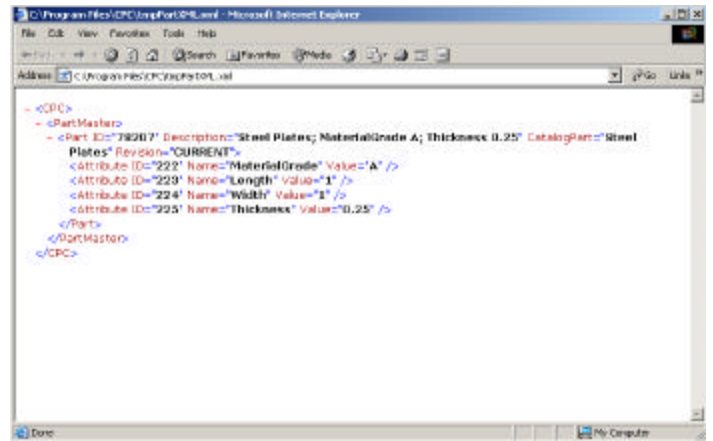 C:\Program Files\CPC\tmpPartXML.xml - Microsoft Internet Explorer
File Edit View Favorites Tools Help
Search Favorites Media
Address C:\Program Files\CPC\tmpPartXML.xml Go Links »
- <CPC>
- <PartMaster>
- <Part ID="78207" Description="Steel Plates; MaterialGrade A; Thickness 0.25" CatalogPart="Steel
Plates" Revision="CURRENT">
<Attribute ID="222" Name="MaterialGrade" Value="A" />
<Attribute ID="223" Name="Length" Value="1" />
<Attribute ID="224" Name="Width" Value="1" />
<Attribute ID="225" Name="Thickness" Value="0.25" />
</Part>
</PartMaster>
</CPC>
Done My Computer